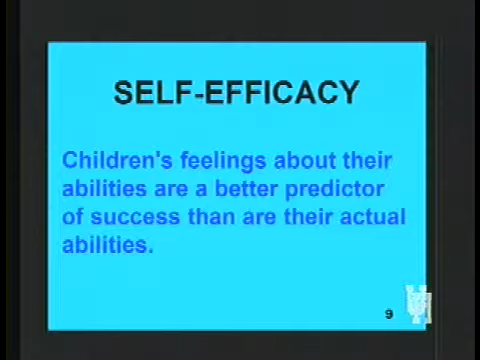 SELF-EFFICACY
Children's feelings about their
abilities are a better predictor
of success than are their actual
abilities.
9